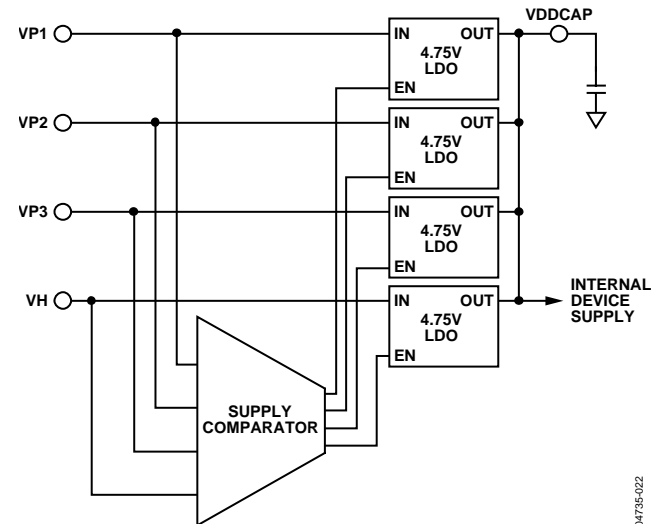 VDDCAP
VP1
IN OUT
4.75V
LDO
EN
VP2
IN OUT
4.75V
LDO
EN
VP3
IN OUT
4.75V
LDO
EN
VH
IN OUT
4.75V
LDO
EN
INTERNAL
DEVICE
SUPPLY
SUPPLY
COMPARATOR
04735-022